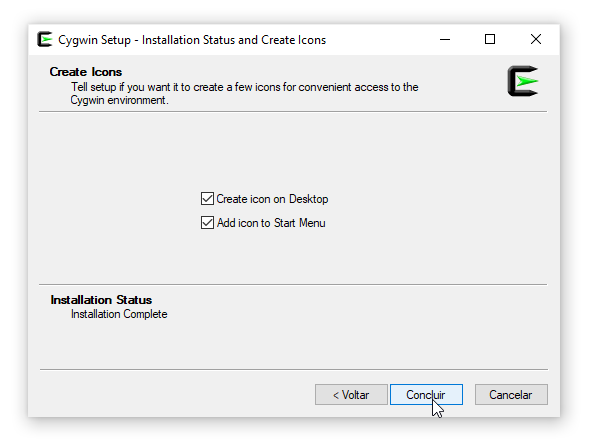 Cygwin Setup - Installation Status and Create Icons
Create Icons
Tell setup if you want it to create a few icons for convenient access to the
Cygwin environment.
Create icon on Desktop
Add icon to Start Menu
Installation Status
Installation Complete
< Voltar
Concluir
Cancelar